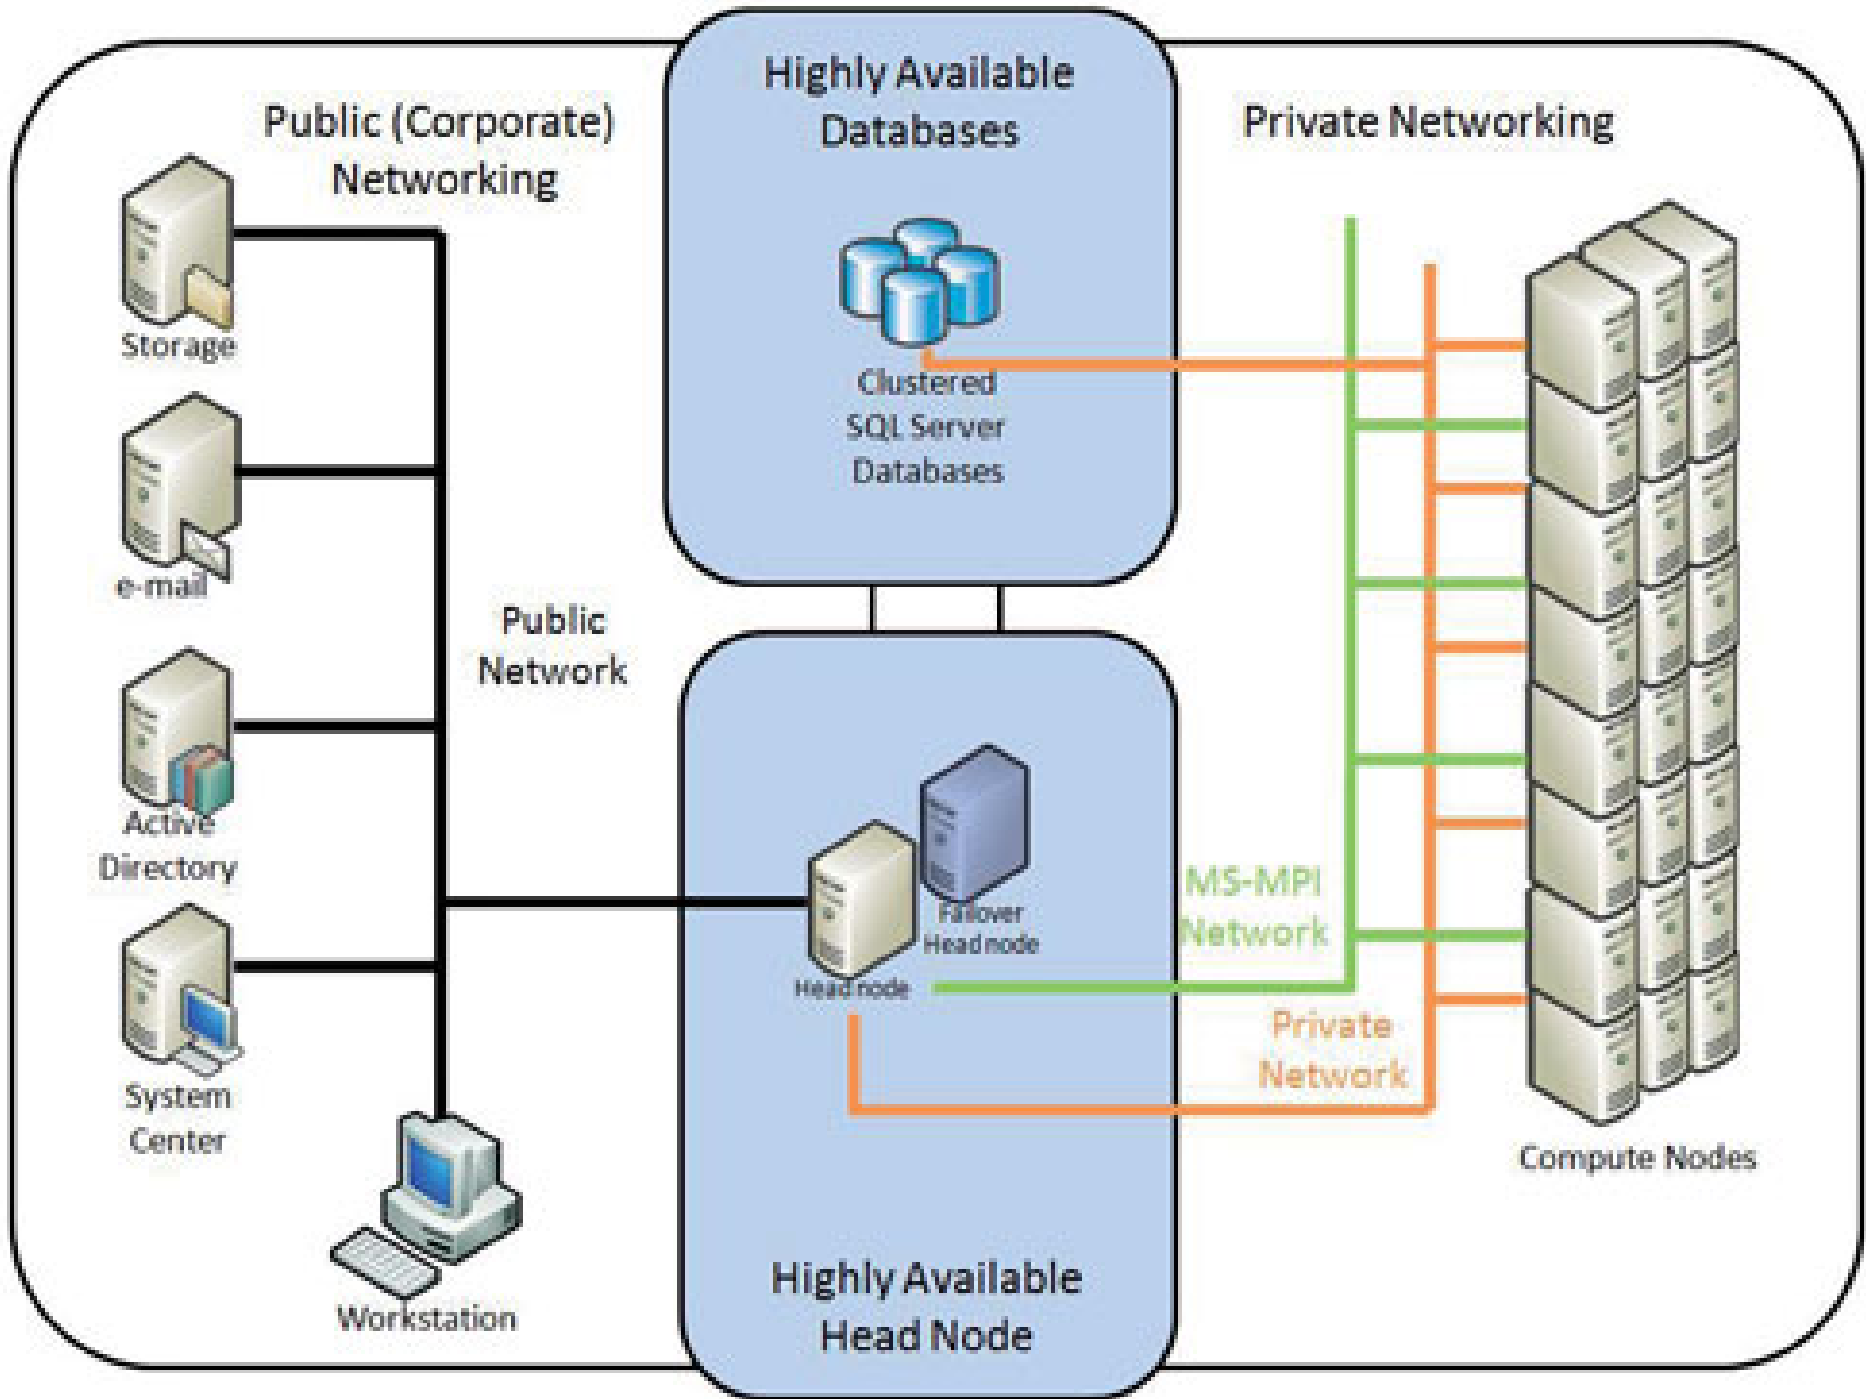 Highly Available
Databases
Public (Corporate)
Networking
Private Networking
Storage
Clustered
SQL Server
Databases
e-mail
Public
Network
Active
Directory
Failover
Head node
Head node
MS-MPI
Network
Private
Network
System
Center
Compute Nodes
Workstation
Highly Available
Head Node